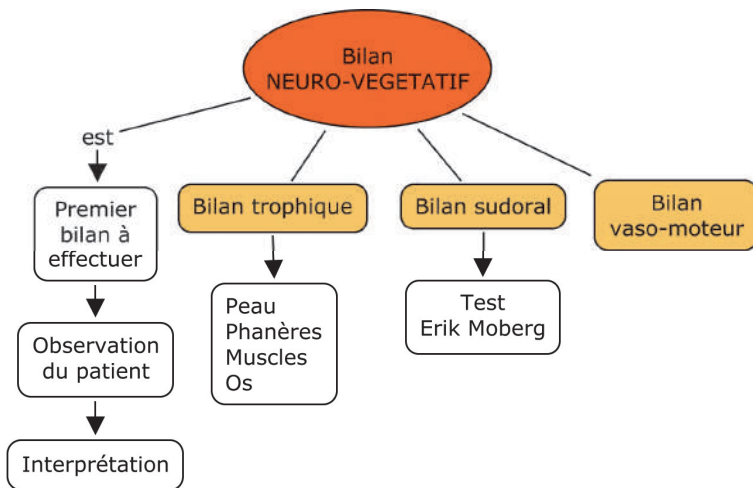 Bilan
NEURO-VEGETATIF
est
Premier
bilan à
effectuer
Observation
du patient
Interprétation
Bilan trophique
Peau
Phanères
Muscles
Os
Bilan sudoral
Test
Erik Moberg
Bilan
vaso-moteur